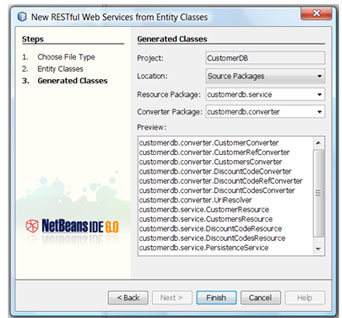 New RESTful Web Services from Entity Classes
Steps
1. Choose File Type
2. Entity Classes
3. Generated Classes
Generated Classes
Project: CustomerDB
Location: Source Packages
Resource Package: customerdb.service
Converter Package: customerdb.converter
Preview:
customerdb.converter.CustomerConverter
customerdb.converter.CustomerRefConverter
customerdb.converter.CustomersConverter
customerdb.converter.DiscountCodeConverter
customerdb.converter.DiscountCodeRefConverter
customerdb.converter.DiscountCodesConverter
customerdb.converter.UriResolver
customerdb.service.CustomerResource
customerdb.service.CustomersResource
customerdb.service.DiscountCodeResource
customerdb.service.DiscountCodesResource
customerdb.service.PersistenceService
NetBeans IDE 6.0
< Back Next > Finish Cancel Help